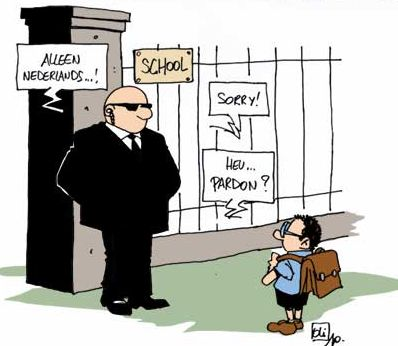 ALLEEN
NEDERLANDS...!
SCHOOL
SORRY!
HEU...
PARDON?